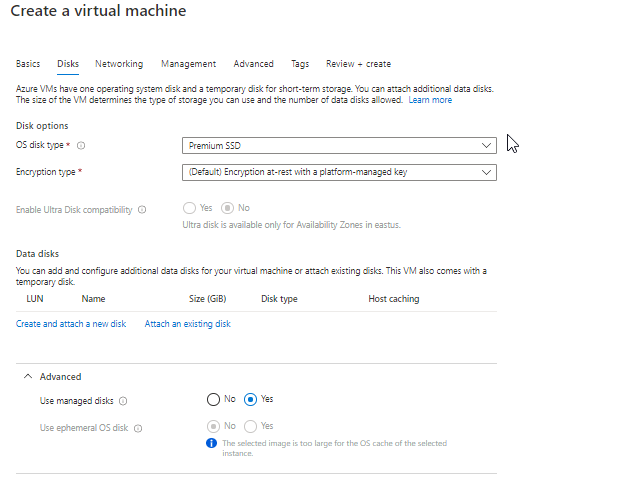 Create a virtual machine
Basics Disks Networking Management Advanced Tags Review + create
Azure VMs have one operating system disk and a temporary disk for short-term storage. You can attach additional data disks.
The size of the VM determines the type of storage you can use and the number of data disks allowed. Learn more
Disk options
OS disk type * Premium SSD
Encryption type * (Default) Encryption at-rest with a platform-managed key
Enable Ultra Disk compatibility Yes No
Ultra disk is available only for Availability Zones in eastus.
Data disks
You can add and configure additional data disks for your virtual machine or attach existing disks. This VM also comes with a
temporary disk.
LUN Name Size (GiB) Disk type Host caching
Create and attach a new disk Attach an existing disk
Advanced
Use managed disks No Yes
Use ephemeral OS disk No Yes
The selected image is too large for the OS cache of the selected
instance.